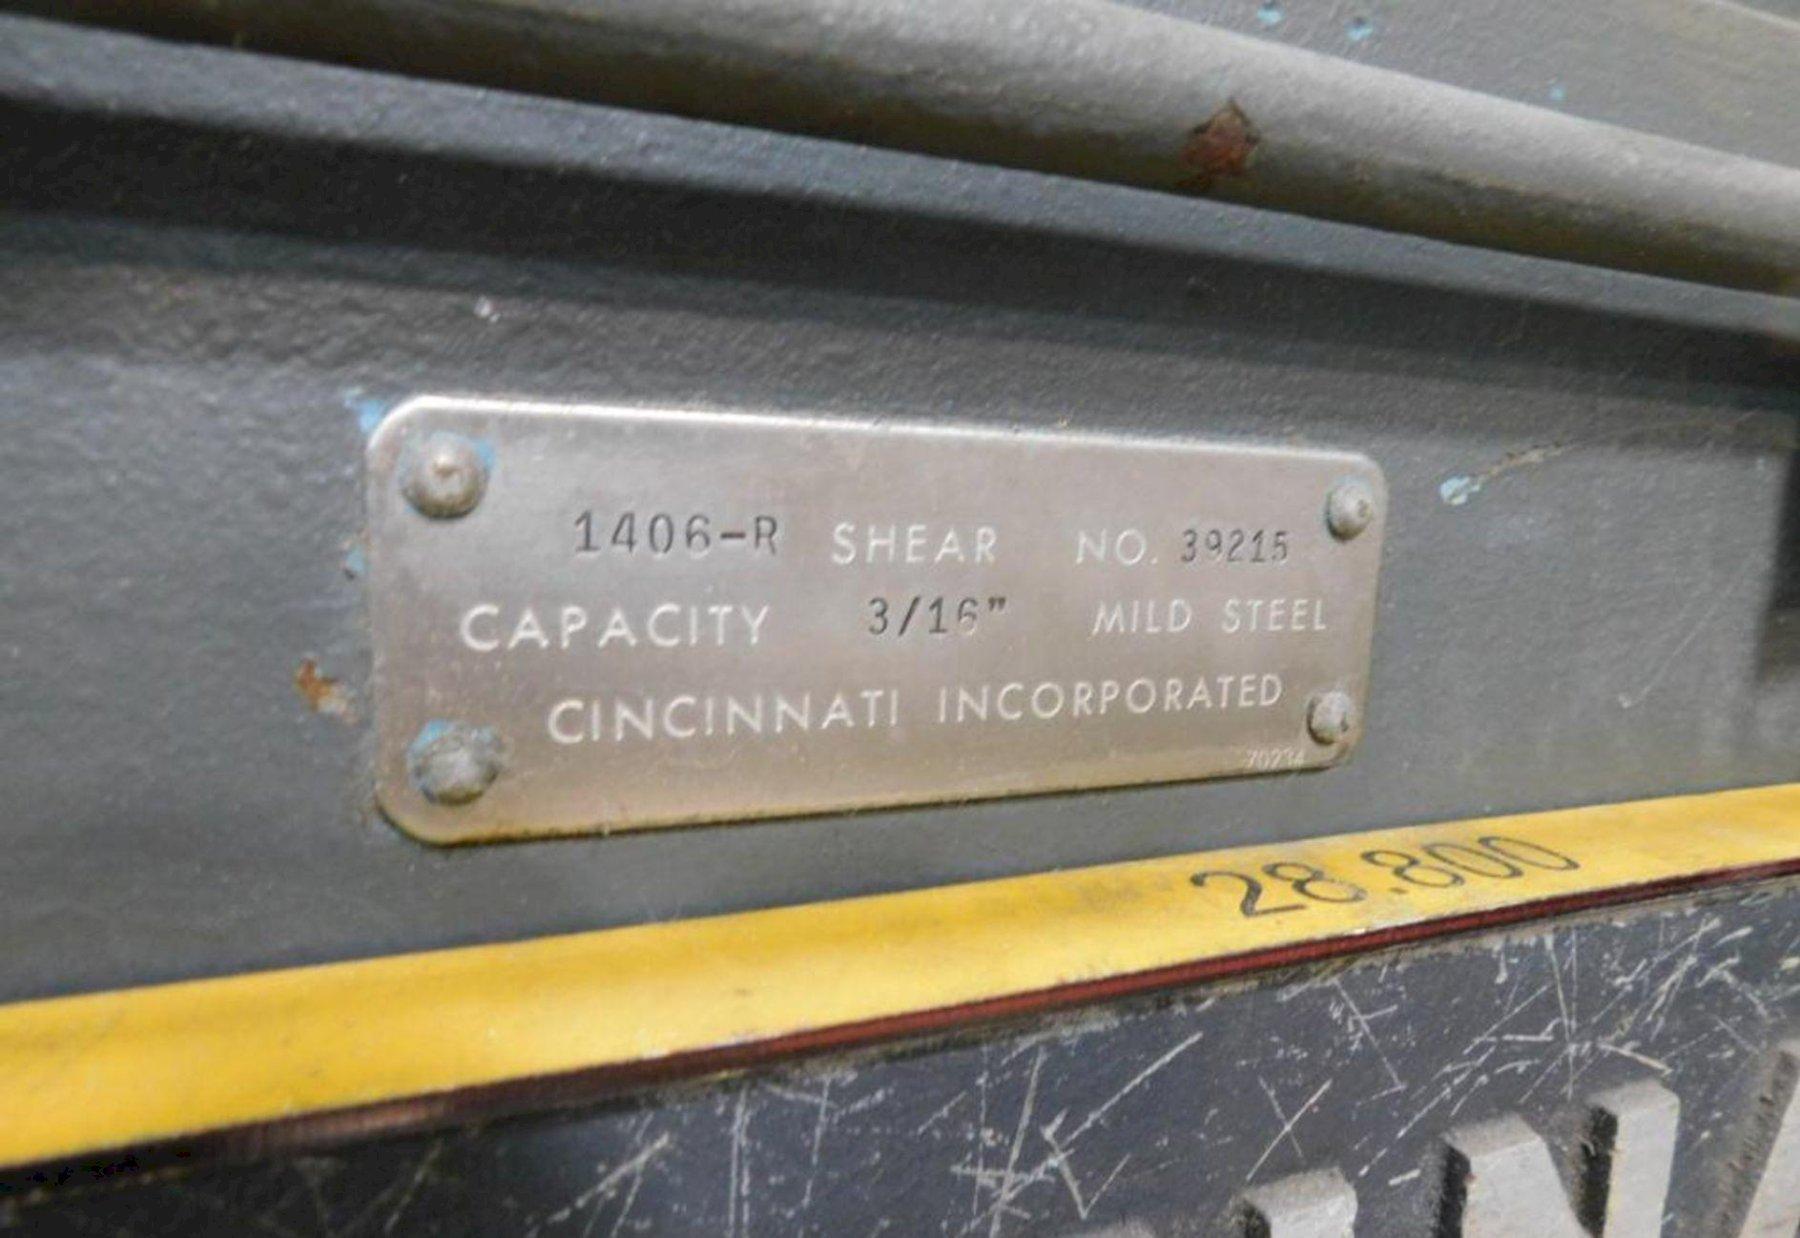 1406-R SHEAR NO. 39215
CAPACITY 3/16" MILD STEEL
CINCINNATI INCORPORATED
70234
28.800